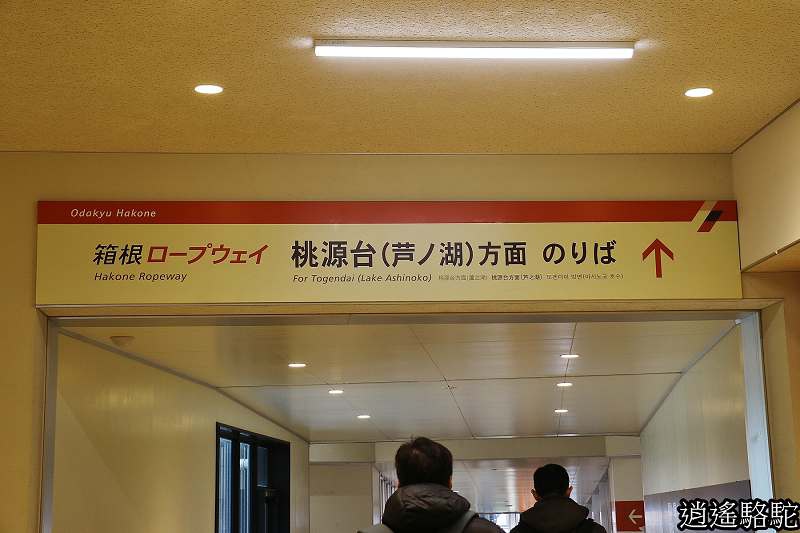 Odakyu Hakone
箱根ロープウェイ 桃源台(芦ノ湖)方面 のりば ↑
Hakone Ropeway For Togendai (Lake Ashinoko)
逍遙駱駝